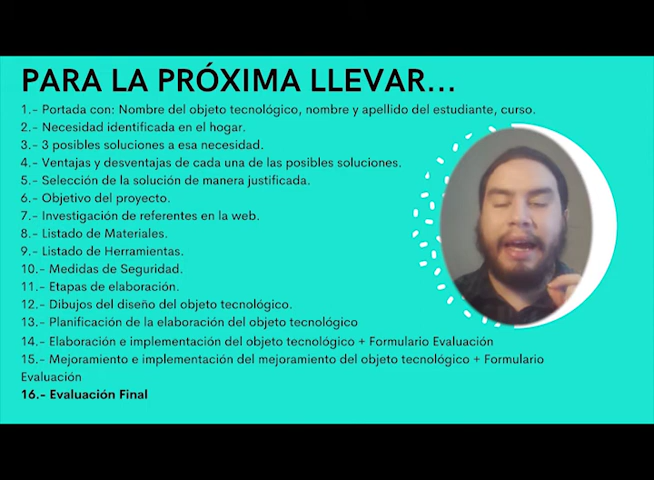 PARA LA PRÓXIMA LLEVAR...
1.- Portada con: Nombre del objeto tecnológico, nombre y apellido del estudiante, curso.
2.- Necesidad identificada en el hogar.
3.- 3 posibles soluciones a esa necesidad.
4.- Ventajas y desventajas de cada una de las posibles soluciones.
5.- Selección de la solución de manera justificada.
6.- Objetivo del proyecto.
7.- Investigación de referentes en la web.
8.- Listado de Materiales.
9.- Listado de Herramientas.
10.- Medidas de Seguridad.
11.- Etapas de elaboración.
12.- Dibujos del diseño del objeto tecnológico.
13.- Planificación de la elaboración del objeto tecnológico
14.- Elaboración e implementación del objeto tecnológico + Formulario Evaluación
15.- Mejoramiento e implementación del mejoramiento del objeto tecnológico + Formulario
Evaluación
16.- Evaluación Final